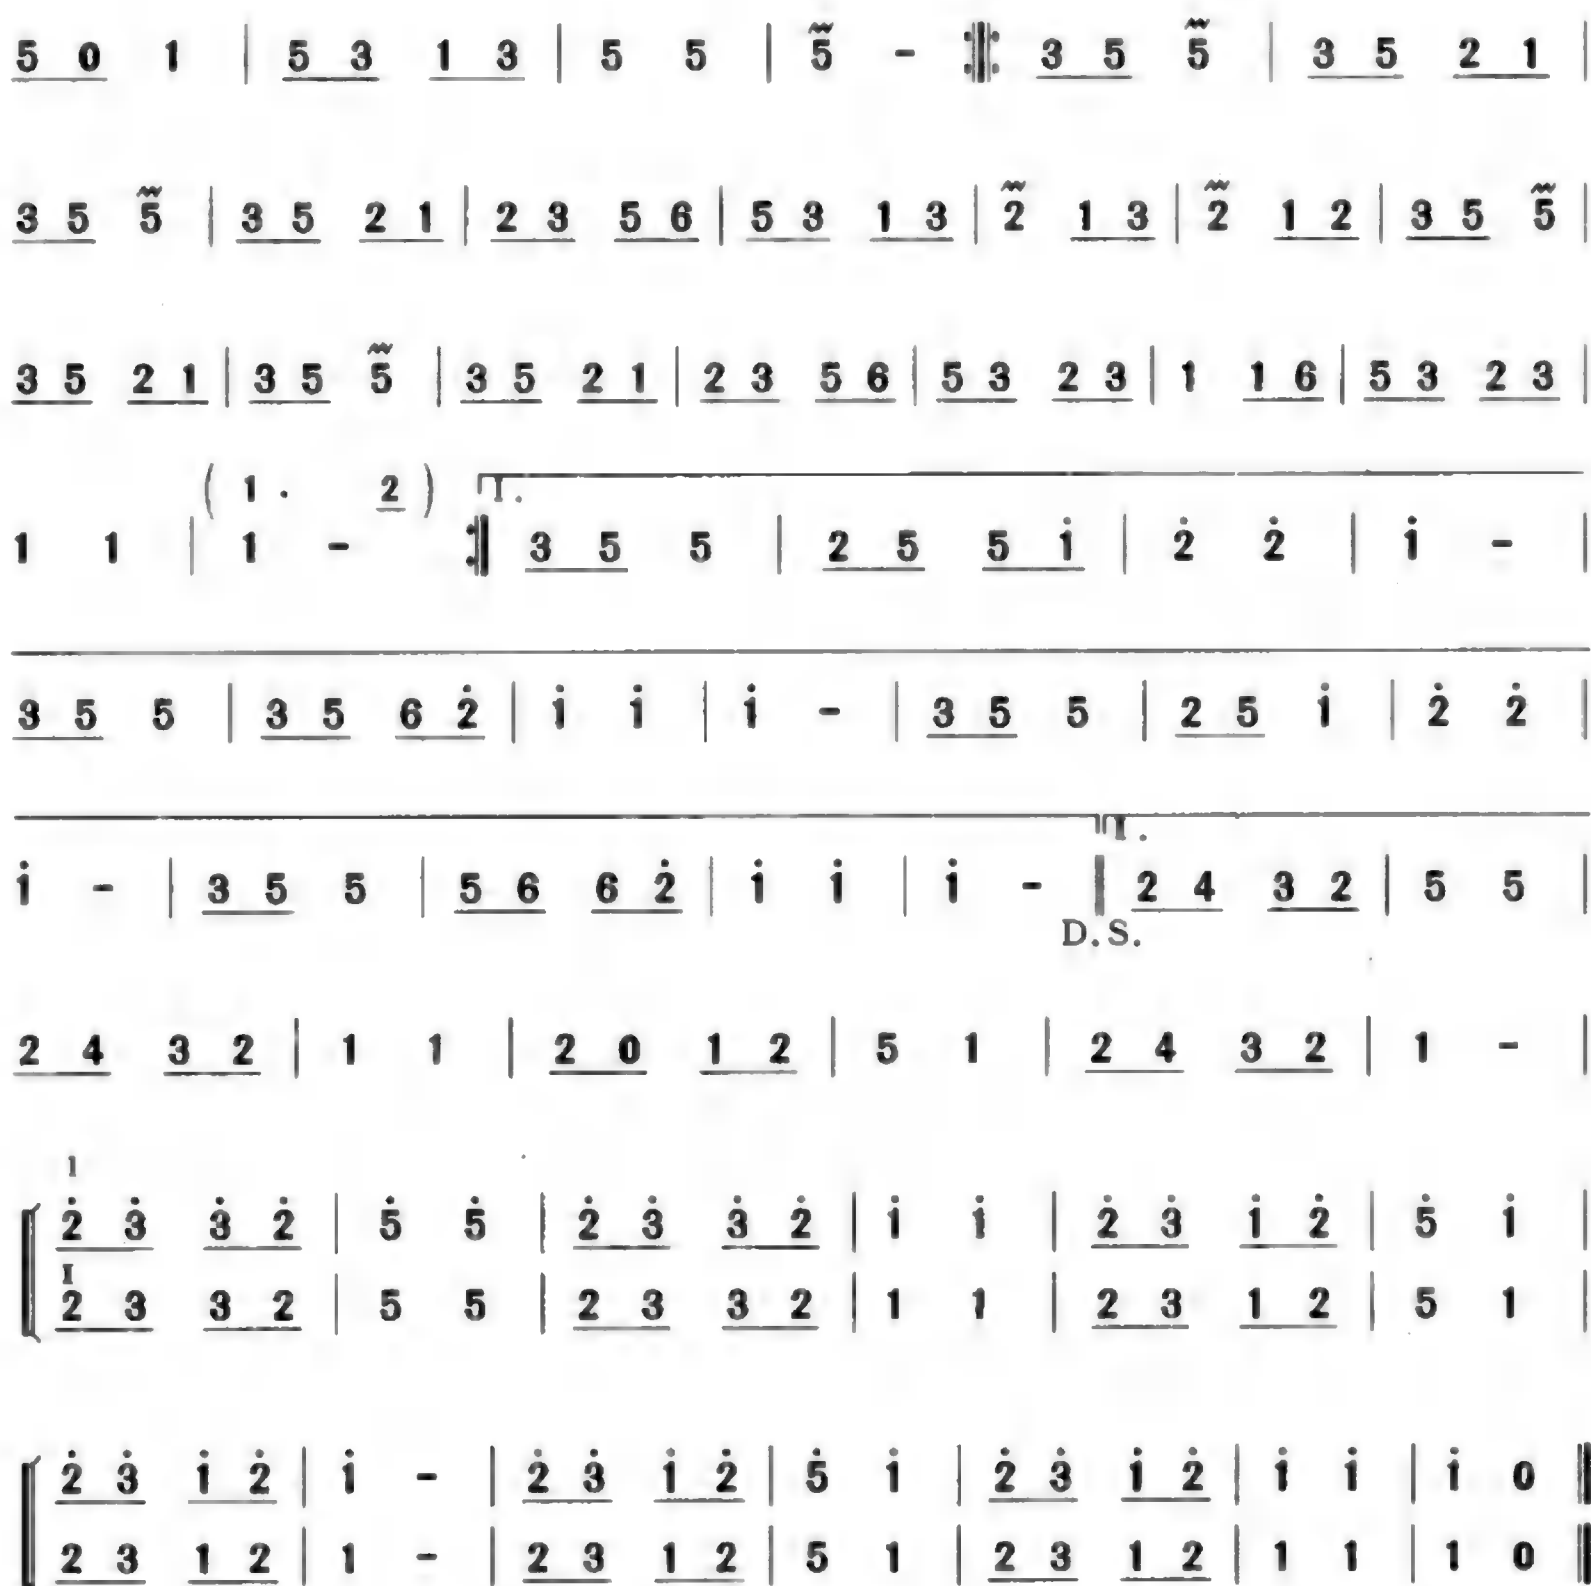 5 0 1 | 5 3 1 3 | 5 5 | 5 - :‖: 3 5 5 | 3 5 2 1 |
3 5 5 | 3 5 2 1 | 2 3 5 6 | 5 3 1 3 | 2 1 3 | 2 1 2 | 3 5 5 |
3 5 2 1 | 3 5 5 | 3 5 2 1 | 2 3 5 6 | 5 3 2 3 | 1 1 6 | 5 3 2 3 |
( 1 . 2 )
1 1 | 1 - :‖ 3 5 5 | 2 5 5 1̇ | 2̇ 2̇ | 1̇ - |
3 5 5 | 3 5 6 2̇ | 1̇ 1̇ | 1̇ - | 3 5 5 | 2 5 1̇ | 2̇ 2̇ |
1̇ - | 3 5 5 | 5 6 6 2̇ | 1̇ 1̇ | 1̇ - ‖ 2 4 3 2 | 5 5 |
D.S.
2 4 3 2 | 1 1 | 2 0 1 2 | 5 1 | 2 4 3 2 | 1 - |
2̇ 3̇ 3̇ 2̇ | 5̇ 5̇ | 2̇ 3̇ 3̇ 2̇ | 1̇ 1̇ | 2̇ 3̇ 1̇ 2̇ | 5̇ 1̇ |
2 3 3 2 | 5 5 | 2 3 3 2 | 1 1 | 2 3 1 2 | 5 1 |
2̇ 3̇ 1̇ 2̇ | 1̇ - | 2̇ 3̇ 1̇ 2̇ | 5̇ 1̇ | 2̇ 3̇ 1̇ 2̇ | 1̇ 1̇ | 1̇ 0 ‖
2 3 1 2 | 1 - | 2 3 1 2 | 5 1 | 2 3 1 2 | 1 1 | 1 0 ‖